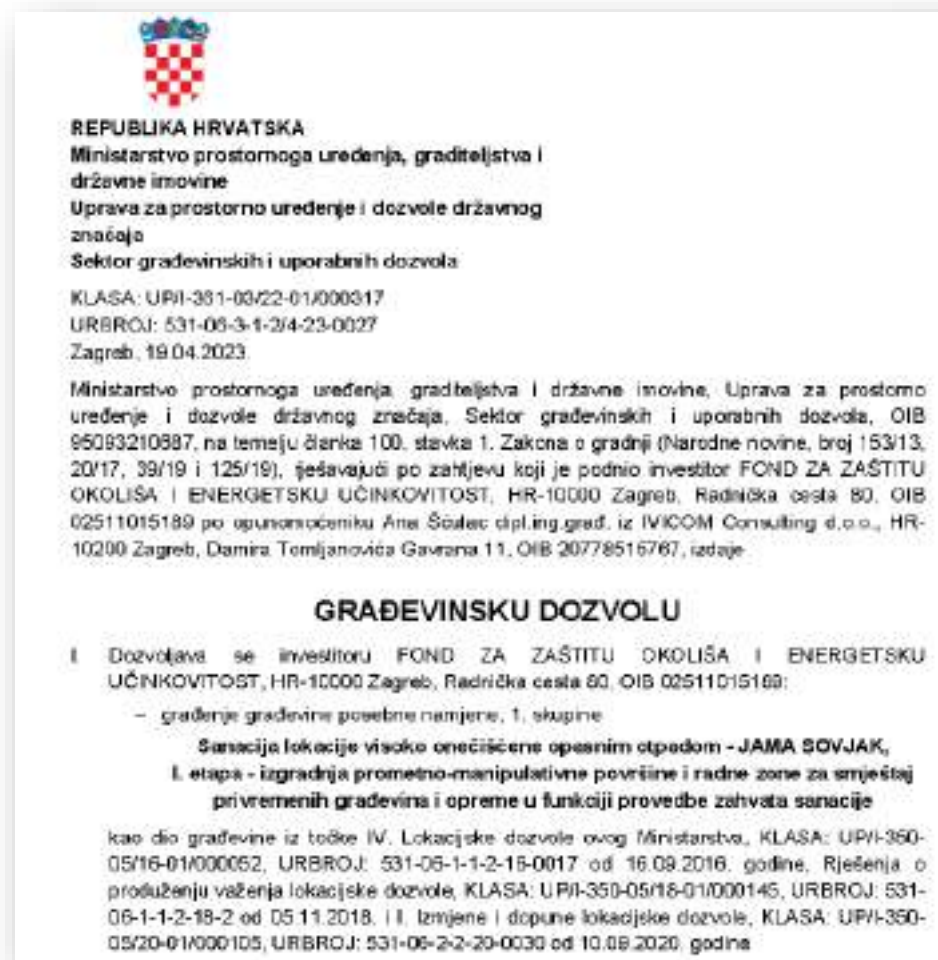 REPUBLIKA HRVATSKA
Ministarstvo prostornoga uređenja, graditeljstva i
državne imovine
Uprava za prostorno uređenje i dozvole državnog
značaja
Sektor građevinskih i uporabnih dozvola
KLASA: UP/I-361-03/22-01/000317
URBROJ: 531-06-3-1-2/4-23-0027
Zagreb, 19.04.2023.
Ministarstvo prostornoga uređenja, graditeljstva i državne imovine, Uprava za prostorno
uređenje i dozvole državnog značaja, Sektor građevinskih i uporabnih dozvola, OIB
95093210687, na temelju članka 100. stavka 1. Zakona o gradnji (Narodne novine, broj 153/13,
20/17, 39/19 i 125/19), rješavajući po zahtjevu koji je podnio investitor FOND ZA ZAŠTITU
OKOLIŠA I ENERGETSKU UČINKOVITOST, HR-10000 Zagreb, Radnička cesta 80, OIB
02511015189 po opunomoćeniku Ana Šćulac dipl.ing.građ. iz IVICOM Consulting d.o.o., HR-
10200 Zagreb, Damira Tomljanovića Gavrana 11, OIB 20778516767, izdaje
GRAĐEVINSKU DOZVOLU
I. Dozvoljava se investitoru FOND ZA ZAŠTITU OKOLIŠA I ENERGETSKU
UČINKOVITOST, HR-10000 Zagreb, Radnička cesta 80, OIB 02511015189:
– građenje građevine posebne namjene, 1. skupine
Sanacija lokacije visoko onečišćene opasnim otpadom - JAMA SOVJAK,
I. etapa - izgradnja prometno-manipulativne površine i radne zone za smještaj
privremenih građevina i opreme u funkciji provedbe zahvata sanacije
kao dio građevine iz točke IV. Lokacijske dozvole ovog Ministarstva, KLASA: UP/I-350-
05/16-01/000052, URBROJ: 531-06-1-1-2-16-0017 od 16.09.2016. godine, Rješenja o
produženju važenja lokacijske dozvole, KLASA: UP/I-350-05/18-01/000145, URBROJ: 531-
06-1-1-2-18-2 od 05.11.2018. i I. Izmjene i dopune lokacijske dozvole, KLASA: UP/I-350-
05/20-01/000105, URBROJ: 531-06-2-2-20-0030 od 10.09.2020. godine